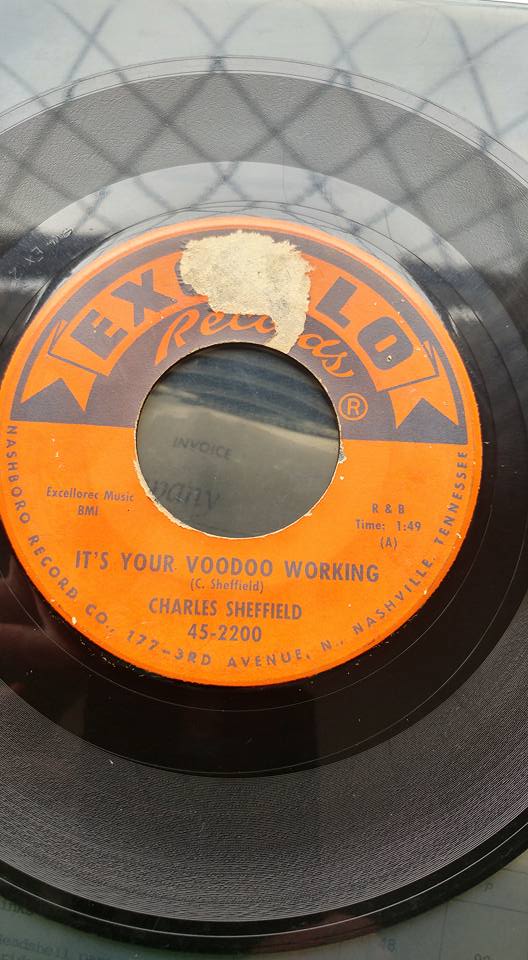 EX LO
Records
®
INVOICE
pany
Excellorec Music
BMI
R & B
Time: 1:49
(A)
IT'S YOUR VOODOO WORKING
(C. Sheffield)
CHARLES SHEFFIELD
45-2200
NASHBORO RECORD CO., 177-3RD AVENUE, N., NASHVILLE, TENNESSEE